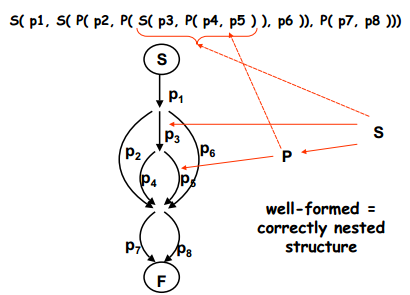 S( p1, S( P( p2, P( S( p3, P( p4, p5 ) ), p6 )), P( p7, p8 )))
S
p1
p3
S
p2
p6
P
p4
p5
well-formed =
correctly nested
structure
p7
p8
F